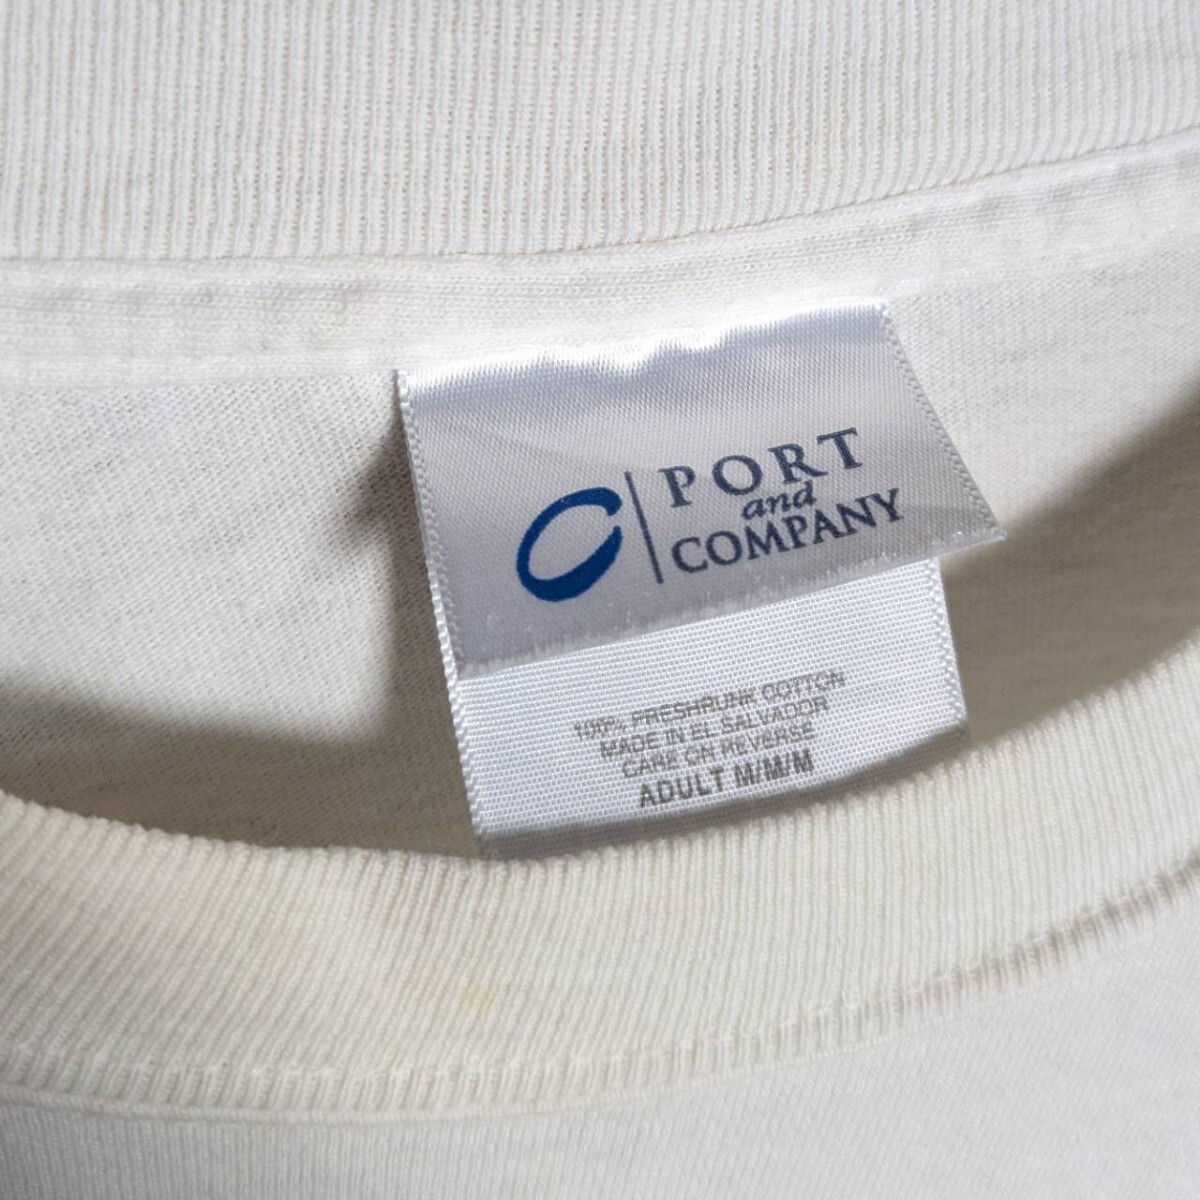 PORT
and
COMPANY
100% PRESHRUNK COTTON
MADE IN EL SALVADOR
CARE ON REVERSE
ADULT M/M/M